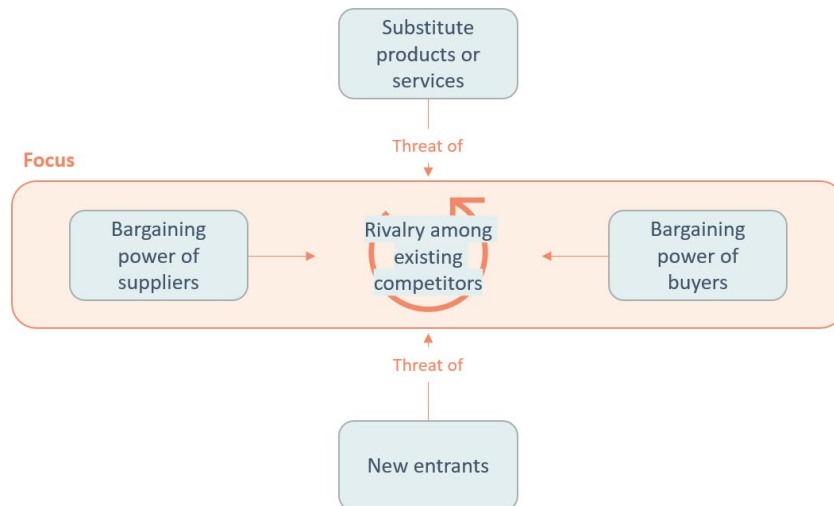 Substitute
products or
services
Threat of
Focus
Bargaining
power of
suppliers
Rivalry among
existing
competitors
Bargaining
power of
buyers
Threat of
New entrants